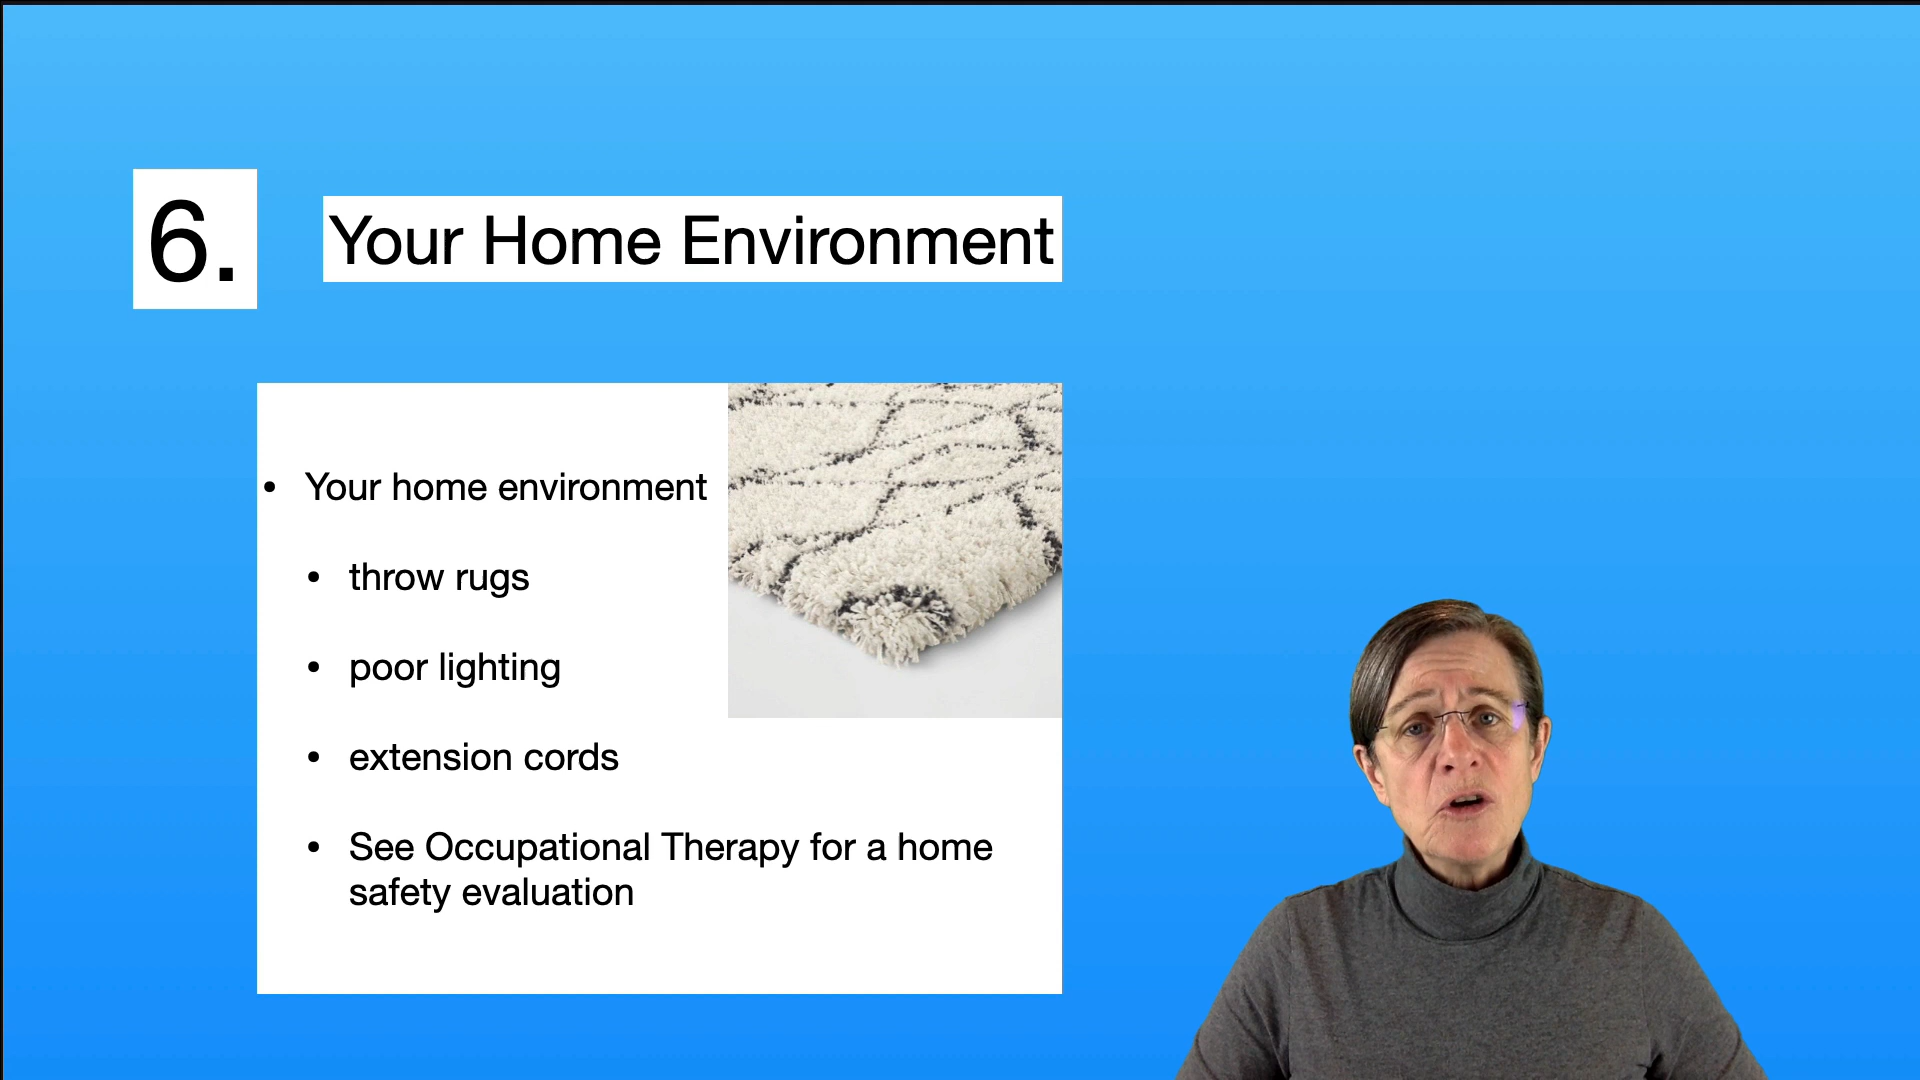 6.
Your Home Environment
• Your home environment
• throw rugs
• poor lighting
• extension cords
• See Occupational Therapy for a home
safety evaluation